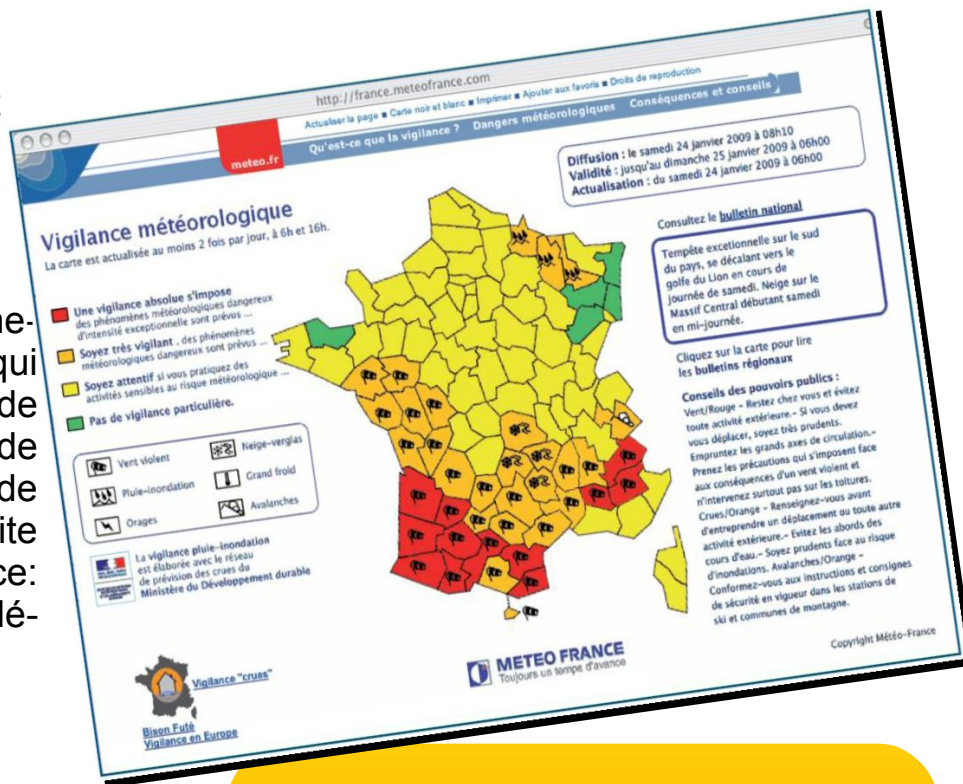 :
ne-
qui
de
de
de
ite
ce:
lé-
http://france.meteofrance.com
Actualiser la page ■ Carte noir et blanc ■ Imprimer ■ Ajouter aux favoris ■ Droits de reproduction
meteo.fr
Qu'est-ce que la vigilance ? Dangers météorologiques Conséquences et conseils
Diffusion : le samedi 24 janvier 2009 à 08h10
Validité : jusqu'au dimanche 25 janvier 2009 à 06h00
Actualisation : du samedi 24 janvier 2009 à 06h00
Vigilance météorologique
La carte est actualisée au moins 2 fois par jour, à 6h et 16h.
Une vigilance absolue s'impose
des phénomènes météorologiques dangereux
d'intensité exceptionnelle sont prévus ...
Soyez très vigilant , des phénomènes
météorologiques dangereux sont prévus ...
Soyez attentif si vous pratiquez des
activités sensibles au risque météorologique ...
Pas de vigilance particulière.
Vent violent
Neige-verglas
Pluie-inondation
Grand froid
Orages
Avalanches
La vigilance pluie-inondation
est élaborée avec le réseau
de prévision des crues du
Ministère du Développement durable
Vigilance "crues"
Bison Futé
Vigilance en Europe
METEO FRANCE
Toujours un temps d'avance
Consultez le bulletin national
Tempête excetionnelle sur le sud
du pays, se décalant vers le
golfe du Lion en cours de
journée de samedi. Neige sur le
Massif Central débutant samedi
en mi-journée.
Cliquez sur la carte pour lire
les bulletins régionaux
Conseils des pouvoirs publics :
Vent/Rouge - Restez chez vous et évitez
toute activité extérieure.- Si vous devez
vous déplacer, soyez très prudents.
Empruntez les grands axes de circulation.-
Prenez les précautions qui s'imposent face
aux conséquences d'un vent violent et
n'intervenez surtout pas sur les toitures.
Crues/Orange - Renseignez-vous avant
d'entreprendre un déplacement ou toute autre
activité extérieure.- Evitez les abords des
cours d'eau.- Soyez prudents face au risque
d'inondations. Avalanches/Orange -
Conformez-vous aux instructions et consignes
de sécurité en vigueur dans les stations de
ski et communes de montagne.
Copyright Météo-France